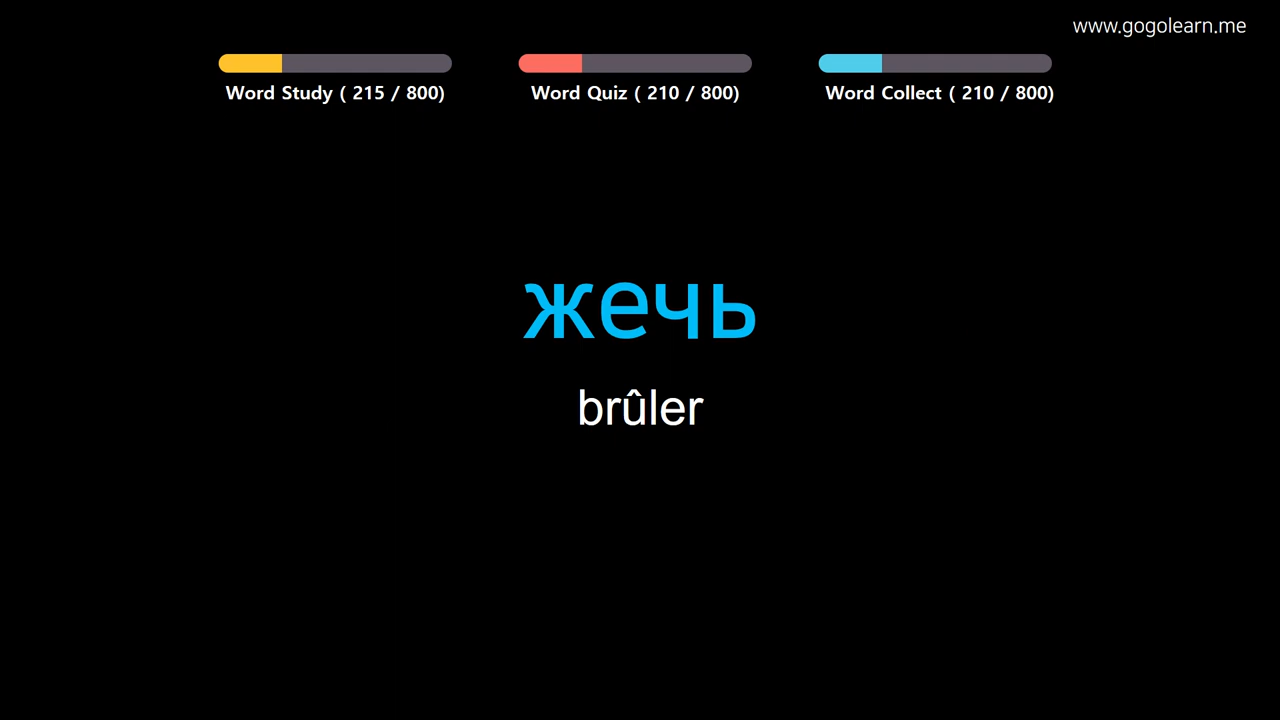 www.gogolearn.me
Word Study ( 215 / 800)
Word Quiz ( 210 / 800)
Word Collect ( 210 / 800)
жечь
brûler